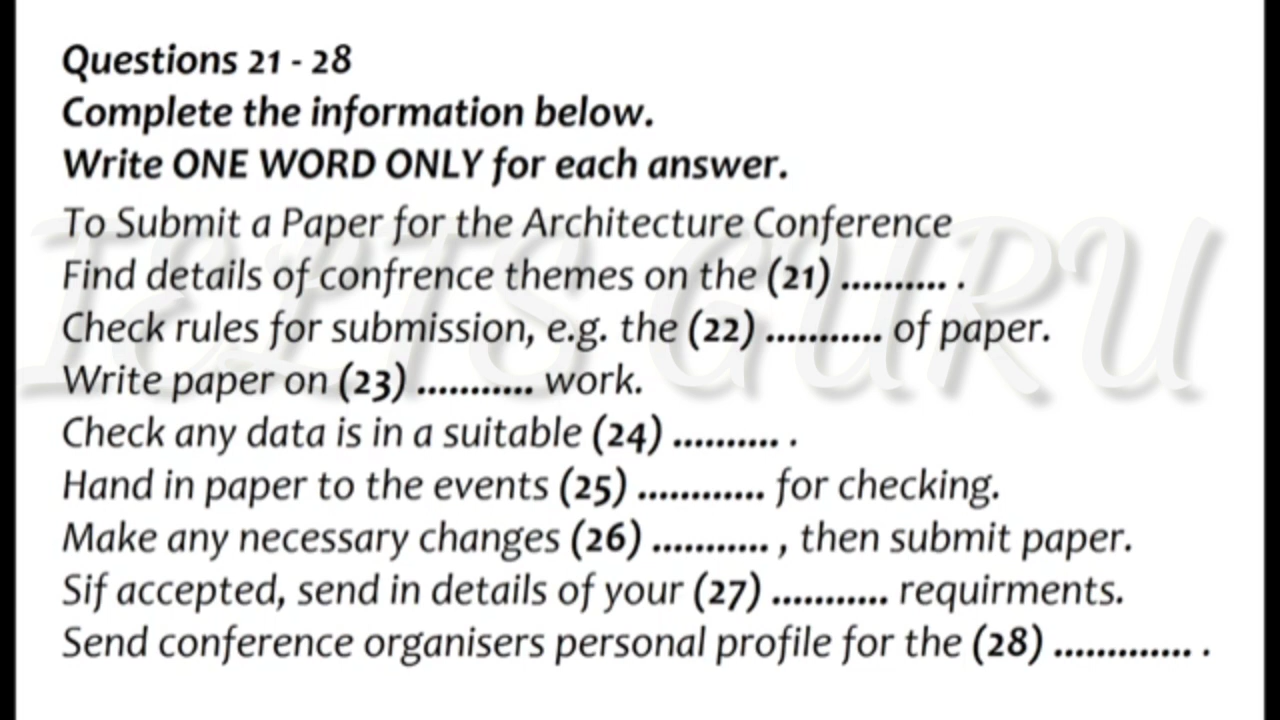 Questions 21 - 28
Complete the information below.
Write ONE WORD ONLY for each answer.
To Submit a Paper for the Architecture Conference
Find details of confrence themes on the (21) .......... .
Check rules for submission, e.g. the (22) ........... of paper.
Write paper on (23) ........... work.
Check any data is in a suitable (24) .......... .
Hand in paper to the events (25) ............ for checking.
Make any necessary changes (26) ........... , then submit paper.
Sif accepted, send in details of your (27) ........... requirments.
Send conference organisers personal profile for the (28) ............. .
IELTS GURU